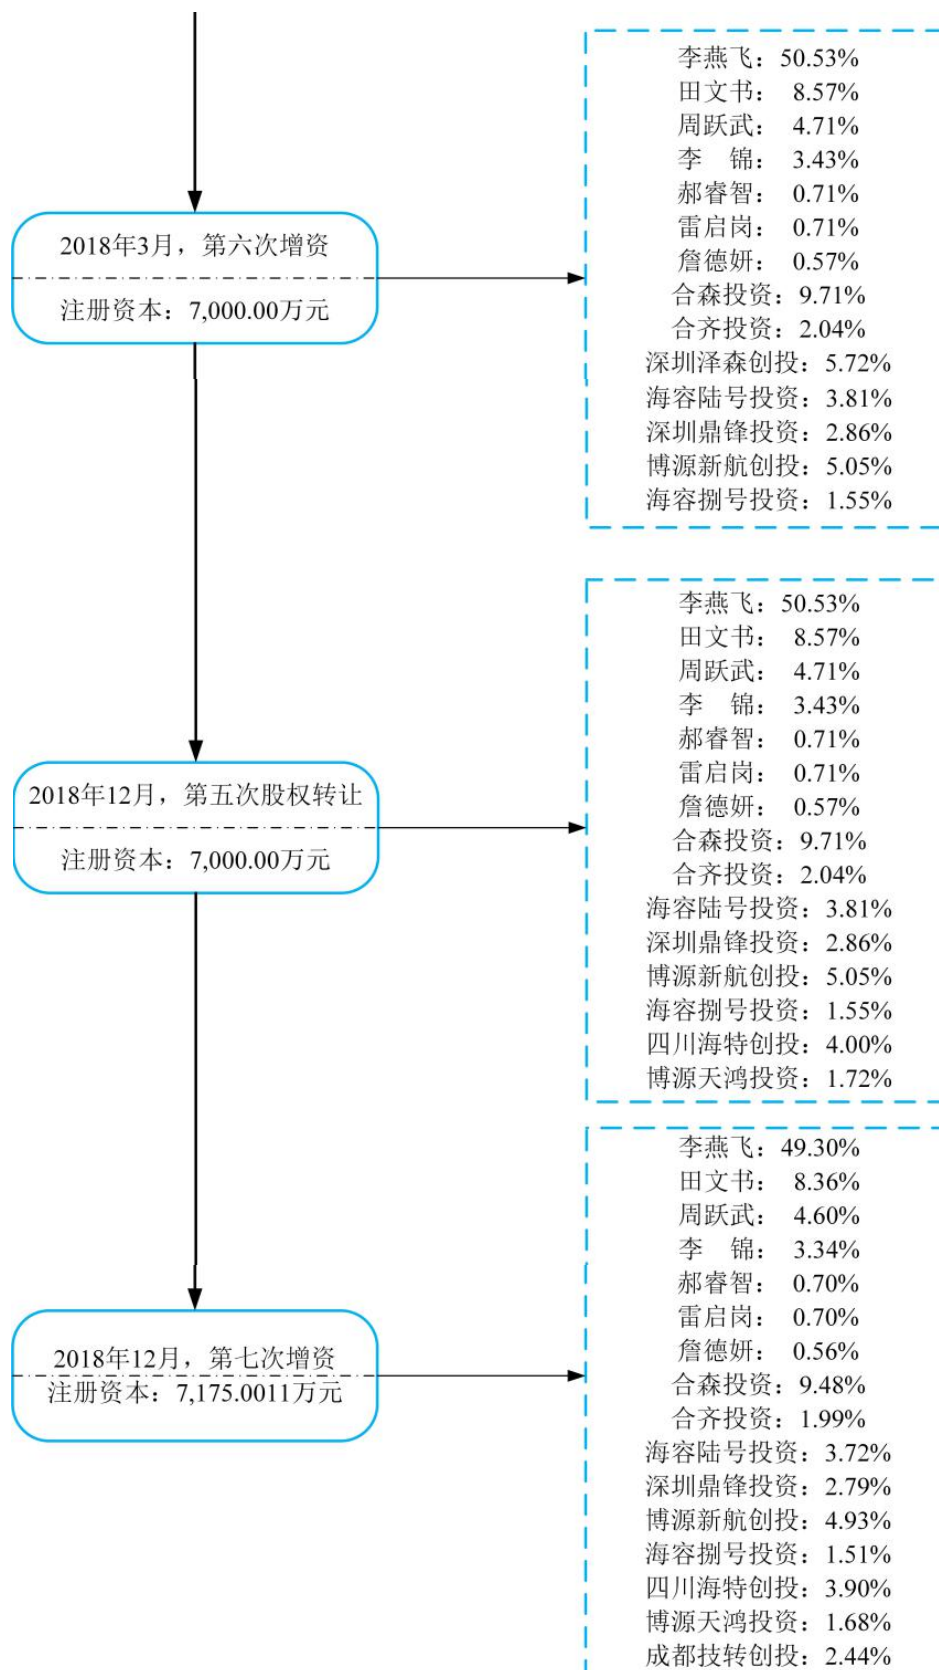 2018年3月，第六次增资
注册资本：7,000.00万元
李燕飞：50.53%
田文书： 8.57%
周跃武： 4.71%
李　锦： 3.43%
郝睿智： 0.71%
雷启岗： 0.71%
詹德妍： 0.57%
合森投资：9.71%
合齐投资：2.04%
深圳泽森创投：5.72%
海容陆号投资：3.81%
深圳鼎锋投资：2.86%
博源新航创投：5.05%
海容捌号投资：1.55%
2018年12月，第五次股权转让
注册资本：7,000.00万元
李燕飞：50.53%
田文书： 8.57%
周跃武： 4.71%
李　锦： 3.43%
郝睿智： 0.71%
雷启岗： 0.71%
詹德妍： 0.57%
合森投资：9.71%
合齐投资：2.04%
海容陆号投资：3.81%
深圳鼎锋投资：2.86%
博源新航创投：5.05%
海容捌号投资：1.55%
四川海特创投：4.00%
博源天鸿投资：1.72%
2018年12月，第七次增资
注册资本：7,175.0011万元
李燕飞：49.30%
田文书： 8.36%
周跃武： 4.60%
李　锦： 3.34%
郝睿智： 0.70%
雷启岗： 0.70%
詹德妍： 0.56%
合森投资：9.48%
合齐投资：1.99%
海容陆号投资：3.72%
深圳鼎锋投资：2.79%
博源新航创投：4.93%
海容捌号投资：1.51%
四川海特创投：3.90%
博源天鸿投资：1.68%
成都技转创投：2.44%